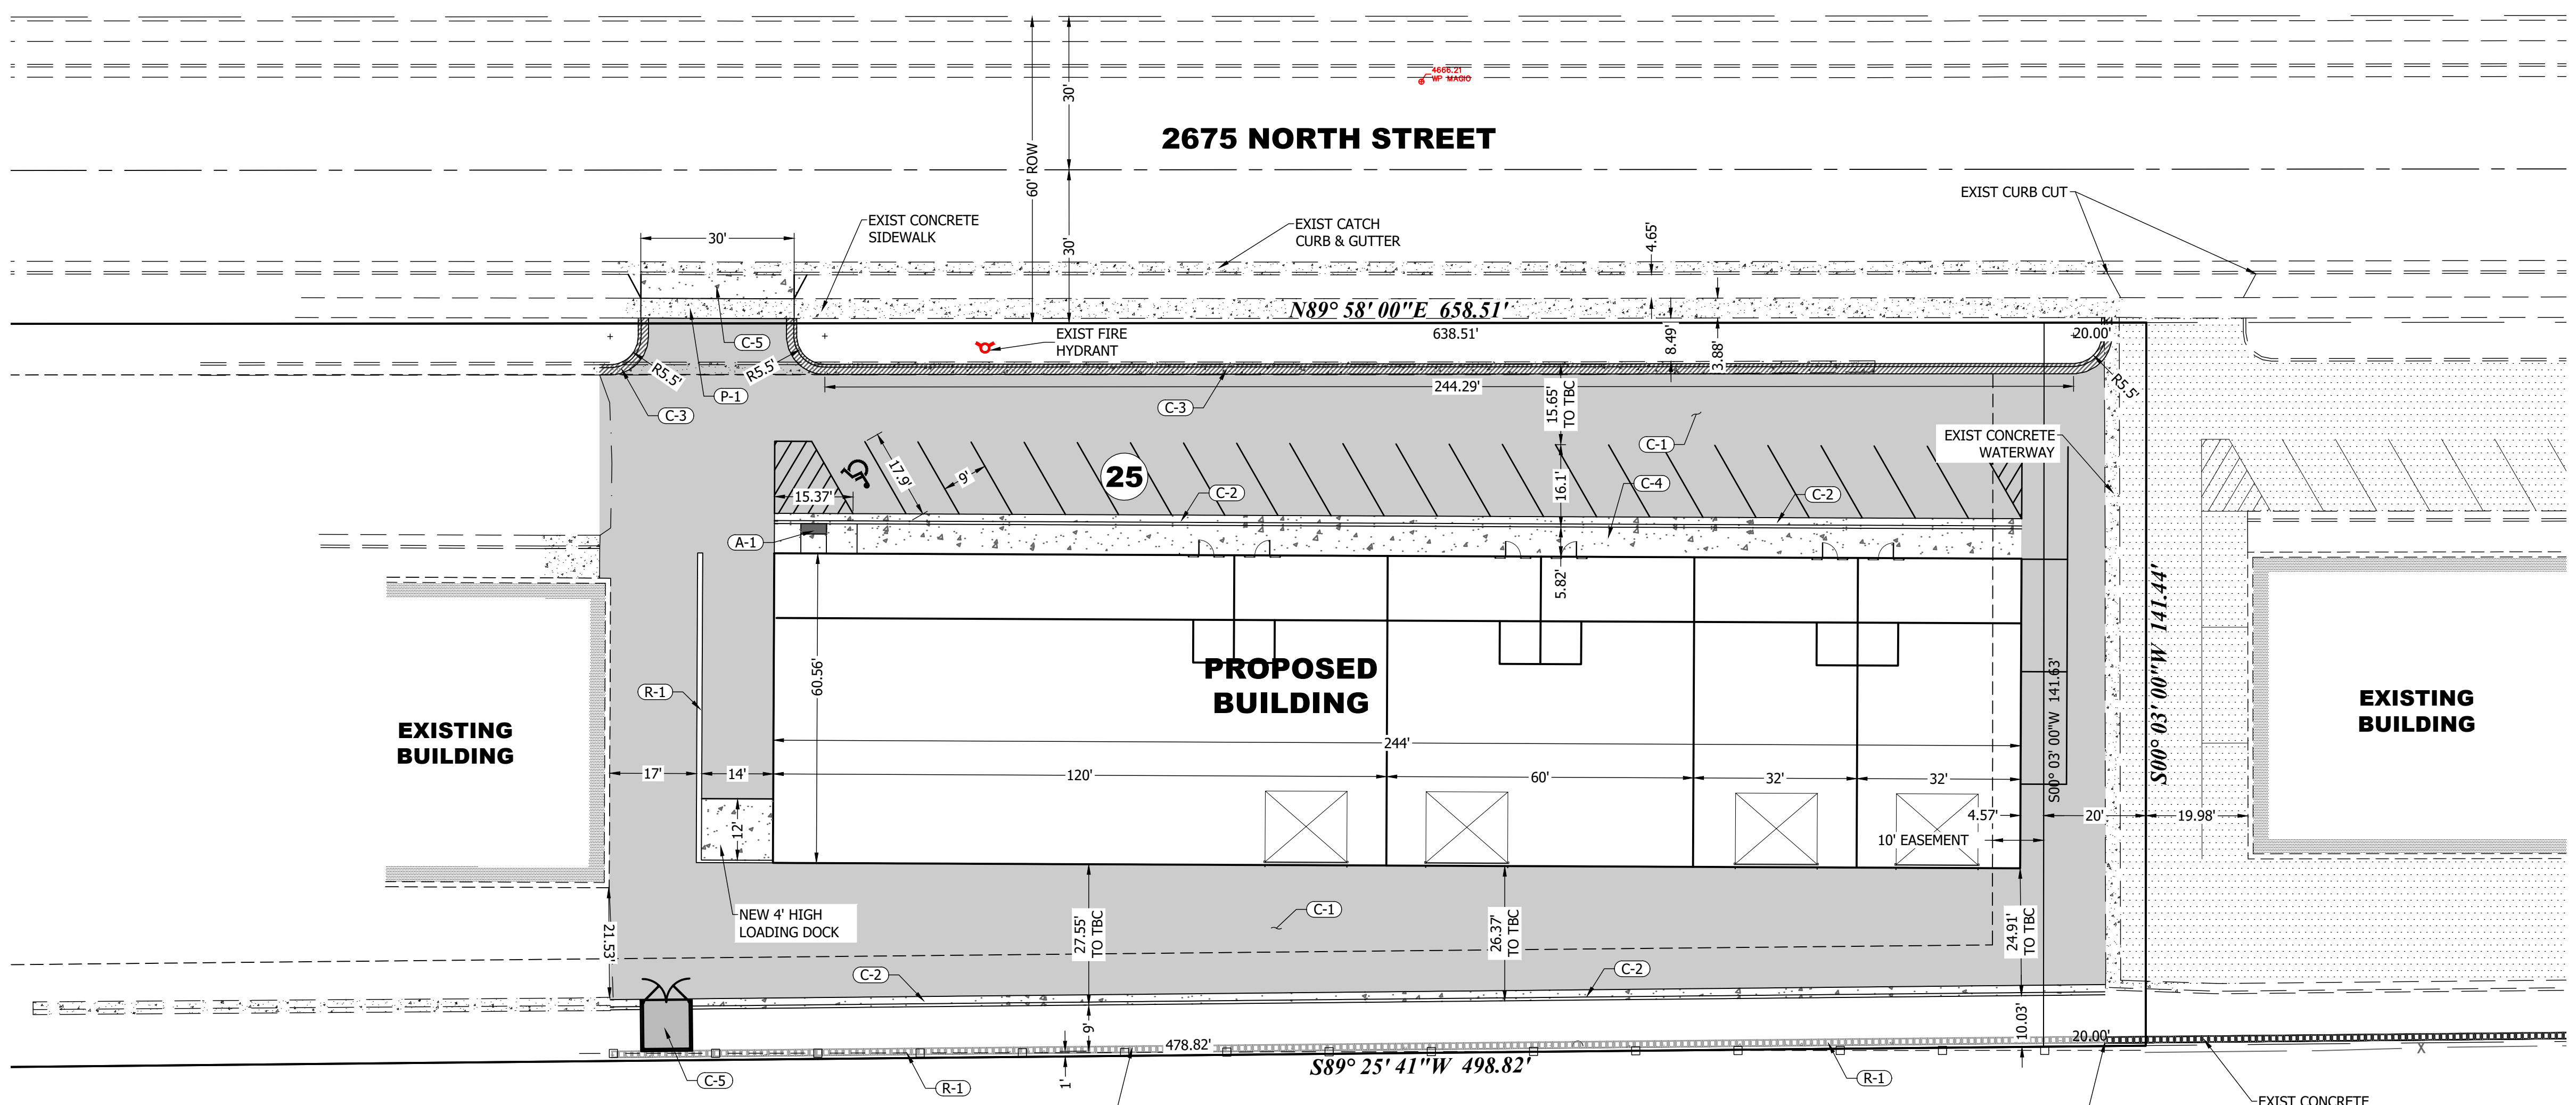 4666.21
WP MAGIO
30'
2675 NORTH STREET
60' ROW
EXIST CURB CUT
EXIST CONCRETE
SIDEWALK
EXIST CATCH
CURB & GUTTER
30'
30'
4.65'
N89° 58' 00"E 658.51'
EXIST FIRE
HYDRANT
638.51'
20.00'
8.49'
3.88'
C-5
R5.5'
R5.5'
R5.5'
244.29'
P-1
C-3
C-3
15.65'
TO TBC
C-1
EXIST CONCRETE
WATERWAY
17.9'
9'
25
15.37'
C-2
16.1'
C-4
C-2
A-1
5.82'
60.56'
PROPOSED
BUILDING
S00° 03' 00"W 141.63'
S00° 03' 00"W 141.44'
R-1
EXISTING
BUILDING
EXISTING
BUILDING
244'
17'
14'
120'
60'
32'
32'
12'
4.57'
20'
19.98'
10' EASEMENT
NEW 4' HIGH
LOADING DOCK
C-1
21.53'
27.55'
TO TBC
26.37'
TO TBC
24.91'
TO TBC
C-2
C-2
9'
10.03'
478.82'
20.00'
S89° 25' 41"W 498.82'
X
C-5
R-1
1'
R-1
EXIST CONCRETE